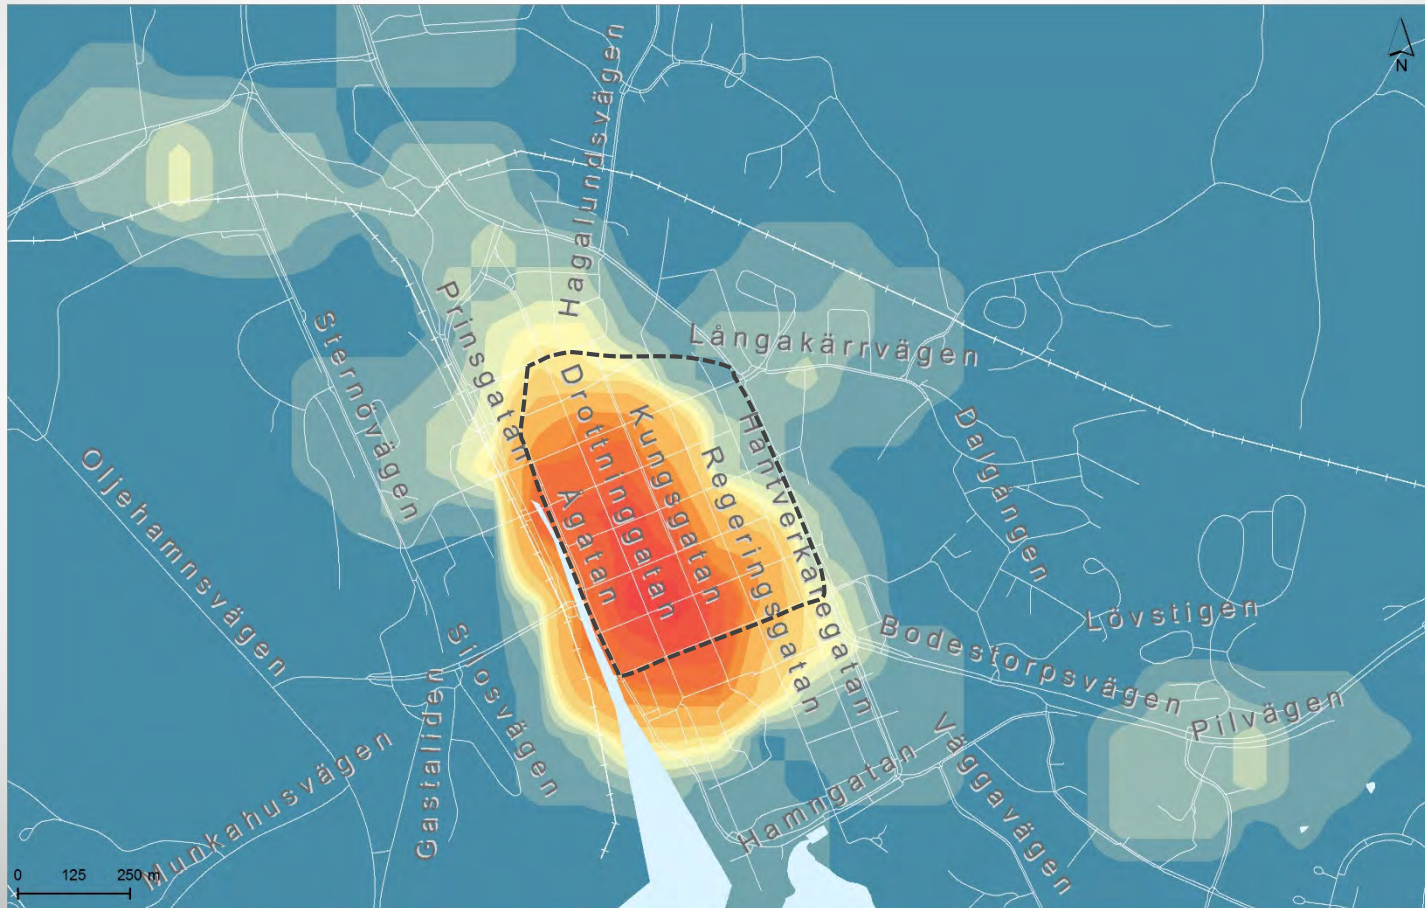 N
Hagalundsvägen
Prinsgatan
Sternövägen
Långakärrvägen
Drottninggatan
Kungsgatan
Hantverkaregatan
Dalgången
Regeringsgatan
Ågatan
Oljehamnsvägen
Lövstigen
Bodestorpsvägen
Siljosvägen
Pilvägen
Gastaliden
Väggavägen
Munkahusvägen
Hamngatan
0 125 250 m